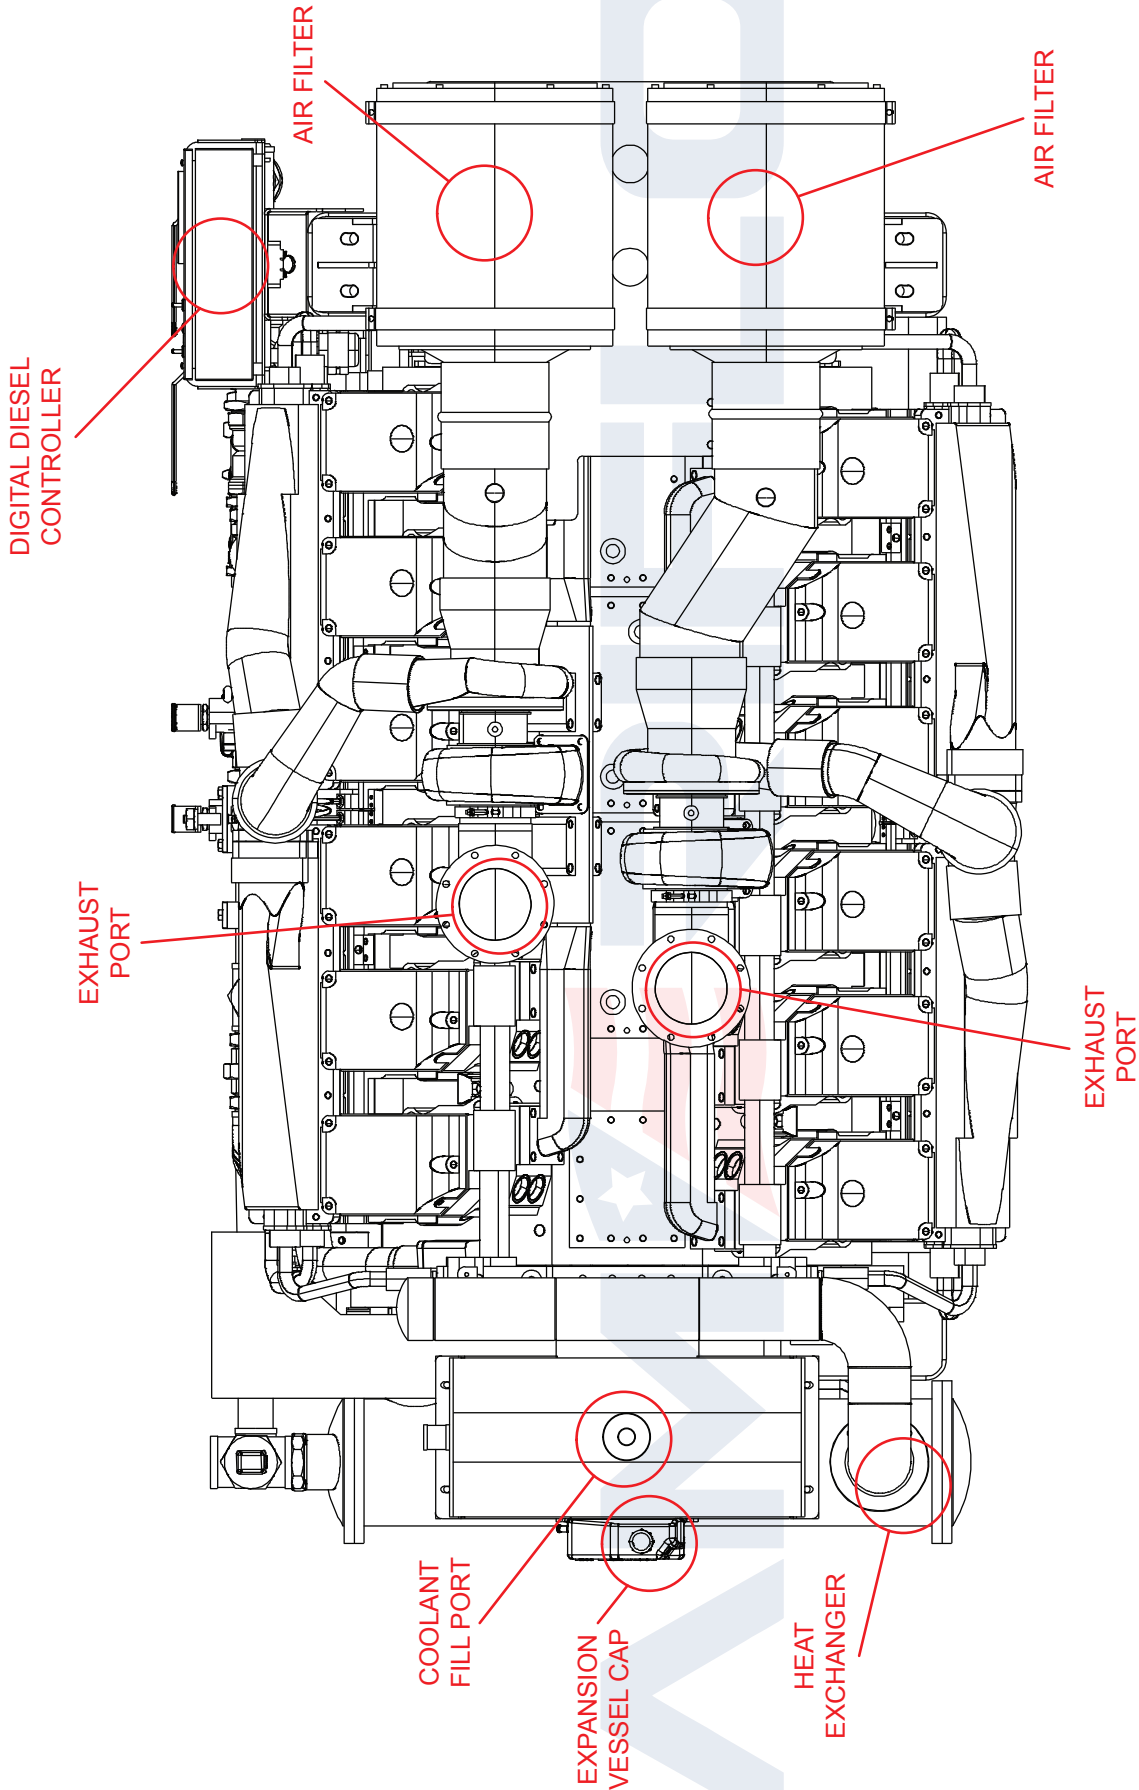 DIGITAL DIESEL
CONTROLLER
EXHAUST
PORT
AIR FILTER
COOLANT
FILL PORT
EXPANSION
VESSEL CAP
HEAT
EXCHANGER
AIR FILTER
EXHAUST
PORT